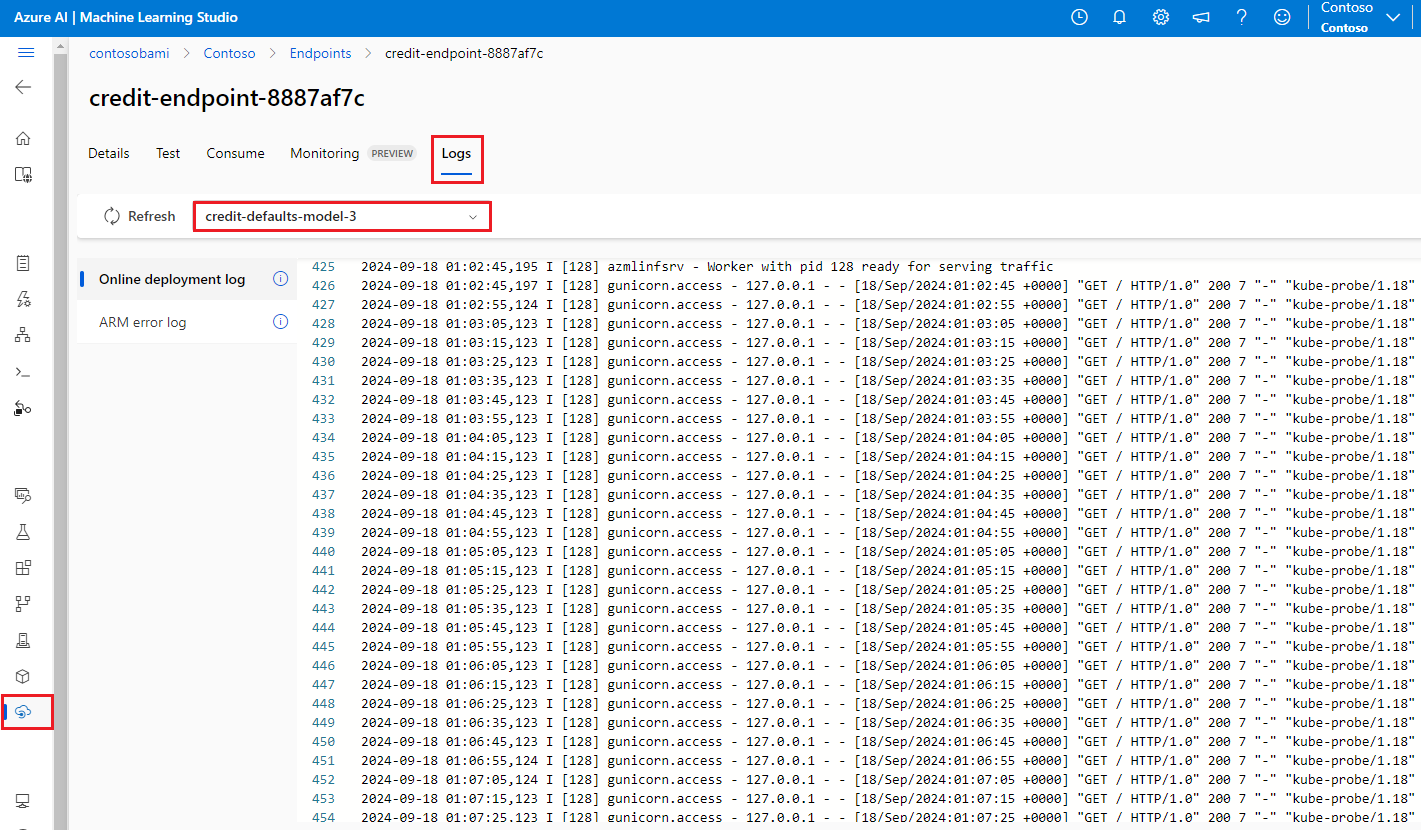 Azure AI | Machine Learning Studio
Contoso
Contoso
contosobami > Contoso > Endpoints > credit-endpoint-8887af7c
credit-endpoint-8887af7c
Details Test Consume Monitoring PREVIEW Logs
Refresh credit-defaults-model-3
Online deployment log
ARM error log
425 2024-09-18 01:02:45,195 I [128] azmlinfsrv - Worker with pid 128 ready for serving traffic
426 2024-09-18 01:02:45,197 I [128] gunicorn.access - 127.0.0.1 - - [18/Sep/2024:01:02:45 +0000] "GET / HTTP/1.0" 200 7 "-" "kube-probe/1.18"
427 2024-09-18 01:02:55,124 I [128] gunicorn.access - 127.0.0.1 - - [18/Sep/2024:01:02:55 +0000] "GET / HTTP/1.0" 200 7 "-" "kube-probe/1.18"
428 2024-09-18 01:03:05,123 I [128] gunicorn.access - 127.0.0.1 - - [18/Sep/2024:01:03:05 +0000] "GET / HTTP/1.0" 200 7 "-" "kube-probe/1.18"
429 2024-09-18 01:03:15,123 I [128] gunicorn.access - 127.0.0.1 - - [18/Sep/2024:01:03:15 +0000] "GET / HTTP/1.0" 200 7 "-" "kube-probe/1.18"
430 2024-09-18 01:03:25,123 I [128] gunicorn.access - 127.0.0.1 - - [18/Sep/2024:01:03:25 +0000] "GET / HTTP/1.0" 200 7 "-" "kube-probe/1.18"
431 2024-09-18 01:03:35,123 I [128] gunicorn.access - 127.0.0.1 - - [18/Sep/2024:01:03:35 +0000] "GET / HTTP/1.0" 200 7 "-" "kube-probe/1.18"
432 2024-09-18 01:03:45,123 I [128] gunicorn.access - 127.0.0.1 - - [18/Sep/2024:01:03:45 +0000] "GET / HTTP/1.0" 200 7 "-" "kube-probe/1.18"
433 2024-09-18 01:03:55,123 I [128] gunicorn.access - 127.0.0.1 - - [18/Sep/2024:01:03:55 +0000] "GET / HTTP/1.0" 200 7 "-" "kube-probe/1.18"
434 2024-09-18 01:04:05,123 I [128] gunicorn.access - 127.0.0.1 - - [18/Sep/2024:01:04:05 +0000] "GET / HTTP/1.0" 200 7 "-" "kube-probe/1.18"
435 2024-09-18 01:04:15,123 I [128] gunicorn.access - 127.0.0.1 - - [18/Sep/2024:01:04:15 +0000] "GET / HTTP/1.0" 200 7 "-" "kube-probe/1.18"
436 2024-09-18 01:04:25,123 I [128] gunicorn.access - 127.0.0.1 - - [18/Sep/2024:01:04:25 +0000] "GET / HTTP/1.0" 200 7 "-" "kube-probe/1.18"
437 2024-09-18 01:04:35,123 I [128] gunicorn.access - 127.0.0.1 - - [18/Sep/2024:01:04:35 +0000] "GET / HTTP/1.0" 200 7 "-" "kube-probe/1.18"
438 2024-09-18 01:04:45,123 I [128] gunicorn.access - 127.0.0.1 - - [18/Sep/2024:01:04:45 +0000] "GET / HTTP/1.0" 200 7 "-" "kube-probe/1.18"
439 2024-09-18 01:04:55,123 I [128] gunicorn.access - 127.0.0.1 - - [18/Sep/2024:01:04:55 +0000] "GET / HTTP/1.0" 200 7 "-" "kube-probe/1.18"
440 2024-09-18 01:05:05,123 I [128] gunicorn.access - 127.0.0.1 - - [18/Sep/2024:01:05:05 +0000] "GET / HTTP/1.0" 200 7 "-" "kube-probe/1.18"
441 2024-09-18 01:05:15,123 I [128] gunicorn.access - 127.0.0.1 - - [18/Sep/2024:01:05:15 +0000] "GET / HTTP/1.0" 200 7 "-" "kube-probe/1.18"
442 2024-09-18 01:05:25,123 I [128] gunicorn.access - 127.0.0.1 - - [18/Sep/2024:01:05:25 +0000] "GET / HTTP/1.0" 200 7 "-" "kube-probe/1.18"
443 2024-09-18 01:05:35,123 I [128] gunicorn.access - 127.0.0.1 - - [18/Sep/2024:01:05:35 +0000] "GET / HTTP/1.0" 200 7 "-" "kube-probe/1.18"
444 2024-09-18 01:05:45,123 I [128] gunicorn.access - 127.0.0.1 - - [18/Sep/2024:01:05:45 +0000] "GET / HTTP/1.0" 200 7 "-" "kube-probe/1.18"
445 2024-09-18 01:05:55,123 I [128] gunicorn.access - 127.0.0.1 - - [18/Sep/2024:01:05:55 +0000] "GET / HTTP/1.0" 200 7 "-" "kube-probe/1.18"
446 2024-09-18 01:06:05,123 I [128] gunicorn.access - 127.0.0.1 - - [18/Sep/2024:01:06:05 +0000] "GET / HTTP/1.0" 200 7 "-" "kube-probe/1.18"
447 2024-09-18 01:06:15,123 I [128] gunicorn.access - 127.0.0.1 - - [18/Sep/2024:01:06:15 +0000] "GET / HTTP/1.0" 200 7 "-" "kube-probe/1.18"
448 2024-09-18 01:06:25,123 I [128] gunicorn.access - 127.0.0.1 - - [18/Sep/2024:01:06:25 +0000] "GET / HTTP/1.0" 200 7 "-" "kube-probe/1.18"
449 2024-09-18 01:06:35,123 I [128] gunicorn.access - 127.0.0.1 - - [18/Sep/2024:01:06:35 +0000] "GET / HTTP/1.0" 200 7 "-" "kube-probe/1.18"
450 2024-09-18 01:06:45,123 I [128] gunicorn.access - 127.0.0.1 - - [18/Sep/2024:01:06:45 +0000] "GET / HTTP/1.0" 200 7 "-" "kube-probe/1.18"
451 2024-09-18 01:06:55,124 I [128] gunicorn.access - 127.0.0.1 - - [18/Sep/2024:01:06:55 +0000] "GET / HTTP/1.0" 200 7 "-" "kube-probe/1.18"
452 2024-09-18 01:07:05,124 I [128] gunicorn.access - 127.0.0.1 - - [18/Sep/2024:01:07:05 +0000] "GET / HTTP/1.0" 200 7 "-" "kube-probe/1.18"
453 2024-09-18 01:07:15,123 I [128] gunicorn.access - 127.0.0.1 - - [18/Sep/2024:01:07:15 +0000] "GET / HTTP/1.0" 200 7 "-" "kube-probe/1.18"
454 2024-09-18 01:07:25,123 I [128] gunicorn.access - 127.0.0.1 - - [18/Sep/2024:01:07:25 +0000] "GET / HTTP/1.0" 200 7 "-" "kube-probe/1.18"